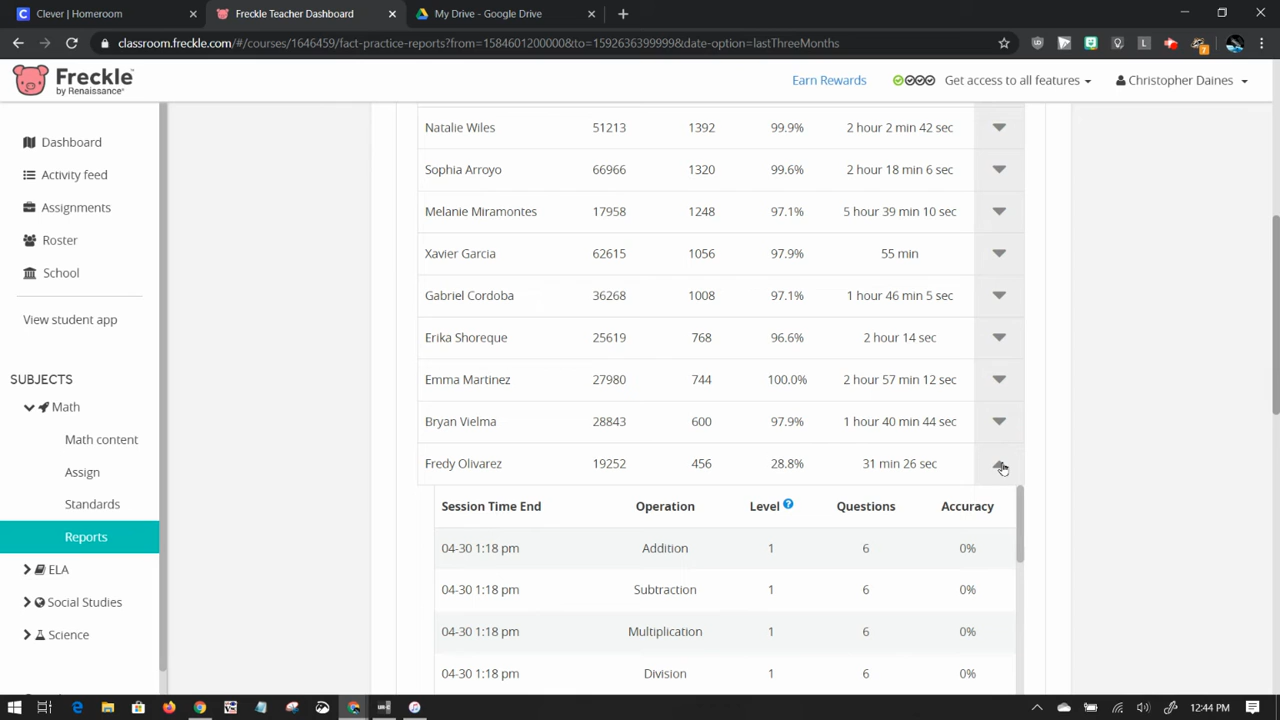 Clever | Homeroom
Freckle Teacher Dashboard
My Drive - Google Drive
classroom.freckle.com/#/courses/1646459/fact-practice-reports?from=1584601200000&to=1592636399999&date-option=lastThreeMonths
Freckle
by Renaissance®
Earn Rewards
Get access to all features
Christopher Daines
Dashboard
Activity feed
Assignments
Roster
School
View student app
SUBJECTS
Math
Math content
Assign
Standards
Reports
ELA
Social Studies
Science
Natalie Wiles 51213 1392 99.9% 2 hour 2 min 42 sec
Sophia Arroyo 66966 1320 99.6% 2 hour 18 min 6 sec
Melanie Miramontes 17958 1248 97.1% 5 hour 39 min 10 sec
Xavier Garcia 62615 1056 97.9% 55 min
Gabriel Cordoba 36268 1008 97.1% 1 hour 46 min 5 sec
Erika Shoreque 25619 768 96.6% 2 hour 14 sec
Emma Martinez 27980 744 100.0% 2 hour 57 min 12 sec
Bryan Vielma 28843 600 97.9% 1 hour 40 min 44 sec
Fredy Olivarez 19252 456 28.8% 31 min 26 sec
Session Time End Operation Level ? Questions Accuracy
04-30 1:18 pm Addition 1 6 0%
04-30 1:18 pm Subtraction 1 6 0%
04-30 1:18 pm Multiplication 1 6 0%
04-30 1:18 pm Division 1 6 0%
12:44 PM